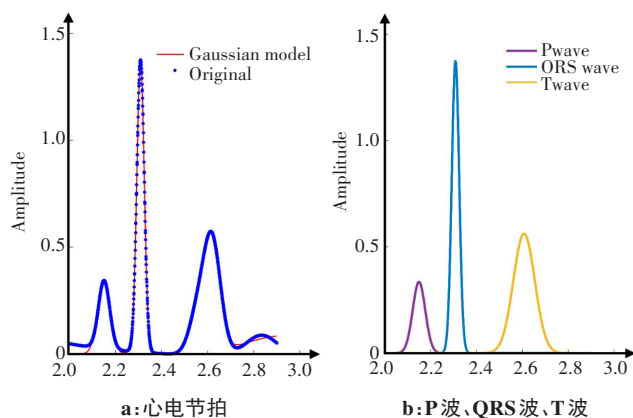 1.5
1.0
0.5
0
Amplitude
Gaussian model
Original
2.0 2.2 2.4 2.6 2.8 3.0
a:心电节拍
1.5
1.0
0.5
0
Amplitude
Pwave
ORS wave
Twave
2.0 2.2 2.4 2.6 2.8 3.0
b:P波、QRS波、T波